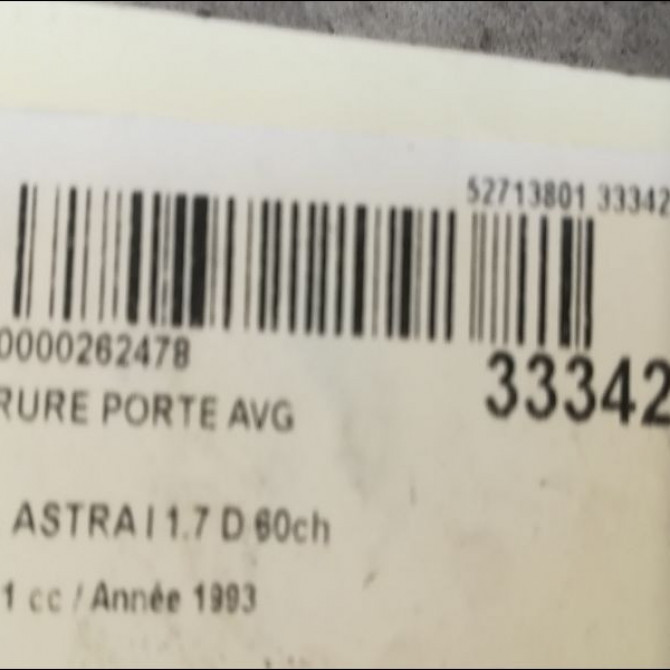 52713801 33342
0000262478
33342
RURE PORTE AVG
ASTRA I 1.7 D 60ch
1 cc / Année 1993